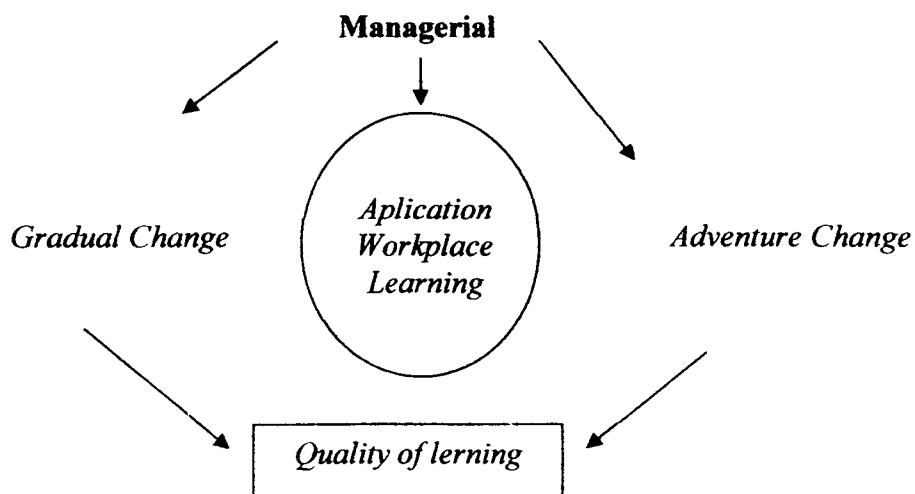 Managerial
Aplication
Workplace
Learning
Gradual Change
Adventure Change
Quality of lerning